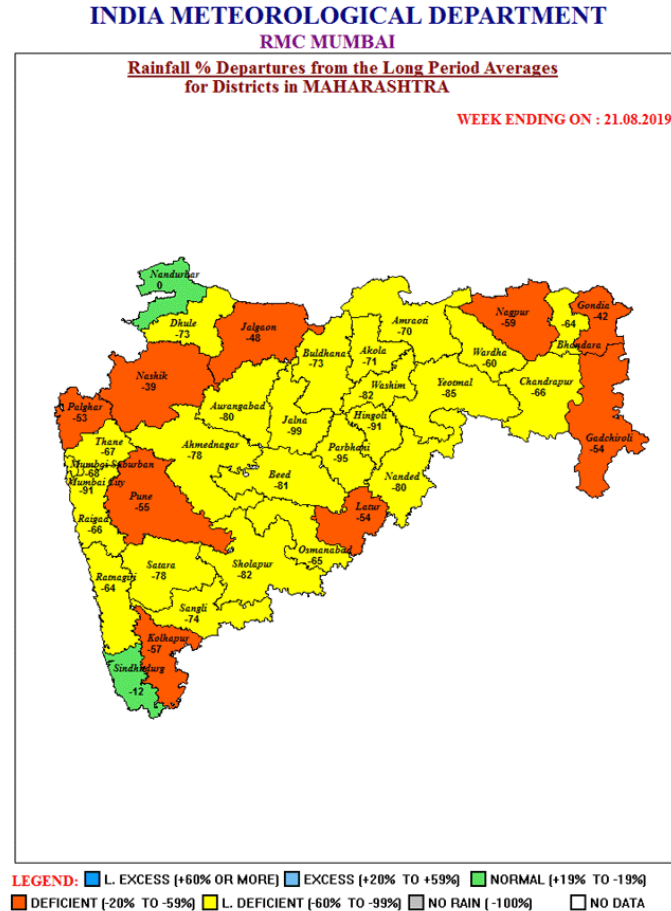 INDIA METEOROLOGICAL DEPARTMENT
RMC MUMBAI
Rainfall % Departures from the Long Period Averages
for Districts in MAHARASHTRA
WEEK ENDING ON : 21.08.2019
Nandurbar
0
Dhule
-73
Jalgaon
-48
Nashik
-39
Buldhana
-73
Akola
-71
Amraoti
-70
Washim
-82
Wardha
-60
Nagpur
-59
-64
Bhandara
Gondia
-42
Yeotmal
-85
Chandrapur
-66
Gadchiroli
-54
Palghar
-53
Thane
-67
Mumbai Suburban
-68
Mumbai City
-91
Raigad
-66
Aurangabad
-80
Jalna
-99
Hingoli
-91
Parbhani
-95
Ahmednagar
-78
Beed
-81
Nanded
-80
Pune
-55
Latur
-54
Osmanabad
-65
Sholapur
-82
Satara
-78
Ratnagiri
-64
Sangli
-74
Kolhapur
-57
Sindhudurg
-12
LEGEND: L. EXCESS (+60% OR MORE) EXCESS (+20% TO +59%) NORMAL (+19% TO -19%)
DEFICIENT (-20% TO -59%) L. DEFICIENT (-60% TO -99%) NO RAIN ( -100%) NO DATA